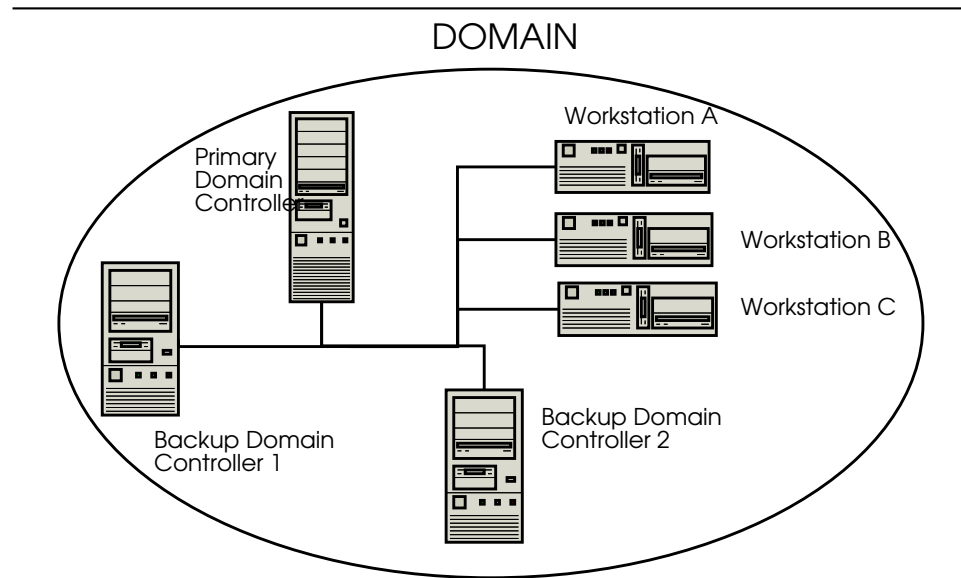 DOMAIN
Workstation A
Primary
Domain
Controller
Workstation B
Workstation C
Backup Domain
Controller 2
Backup Domain
Controller 1